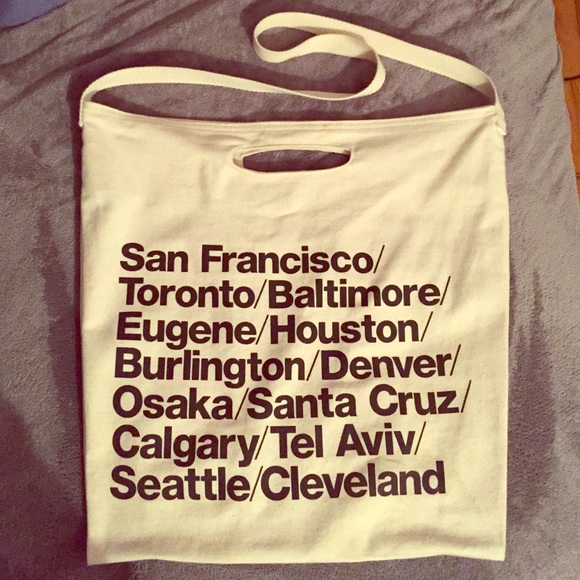 San Francisco/
Toronto/Baltimore/
Eugene/Houston/
Burlington/Denver/
Osaka/Santa Cruz/
Calgary/Tel Aviv/
Seattle/Cleveland